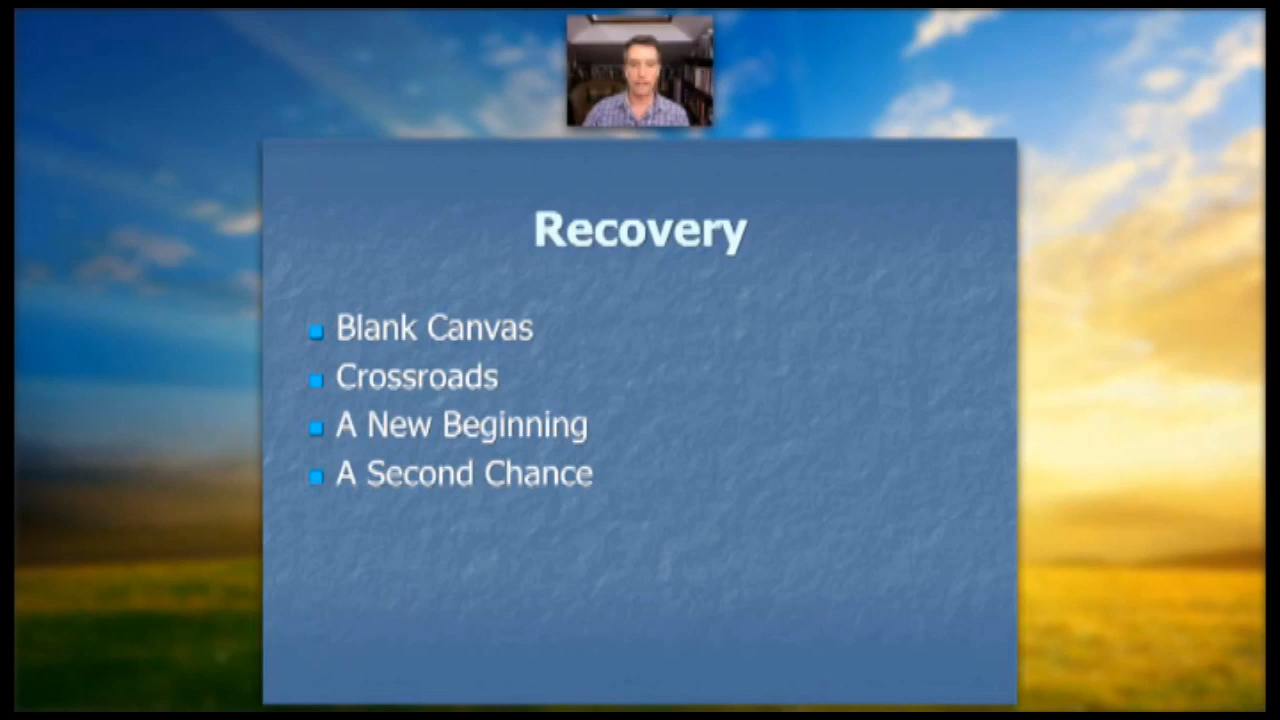 Recovery
Blank Canvas
Crossroads
A New Beginning
A Second Chance